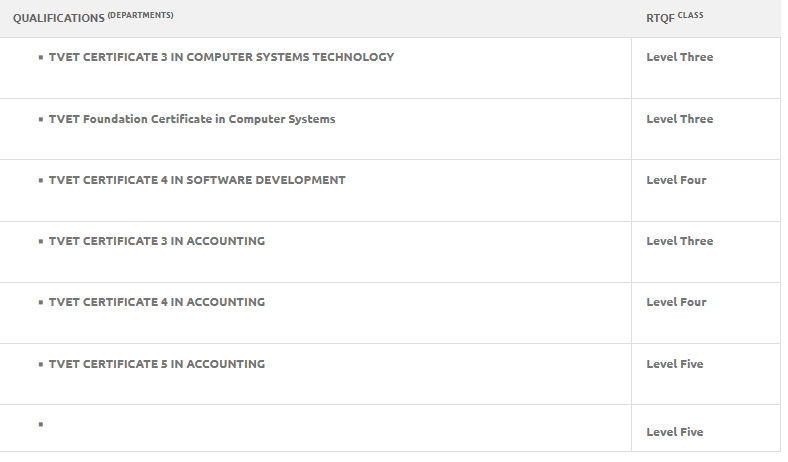 QUALIFICATIONS (DEPARTMENTS) RTQF CLASS
▪ TVET CERTIFICATE 3 IN COMPUTER SYSTEMS TECHNOLOGY Level Three
▪ TVET Foundation Certificate in Computer Systems Level Three
▪ TVET CERTIFICATE 4 IN SOFTWARE DEVELOPMENT Level Four
▪ TVET CERTIFICATE 3 IN ACCOUNTING Level Three
▪ TVET CERTIFICATE 4 IN ACCOUNTING Level Four
▪ TVET CERTIFICATE 5 IN ACCOUNTING Level Five
▪ Level Five